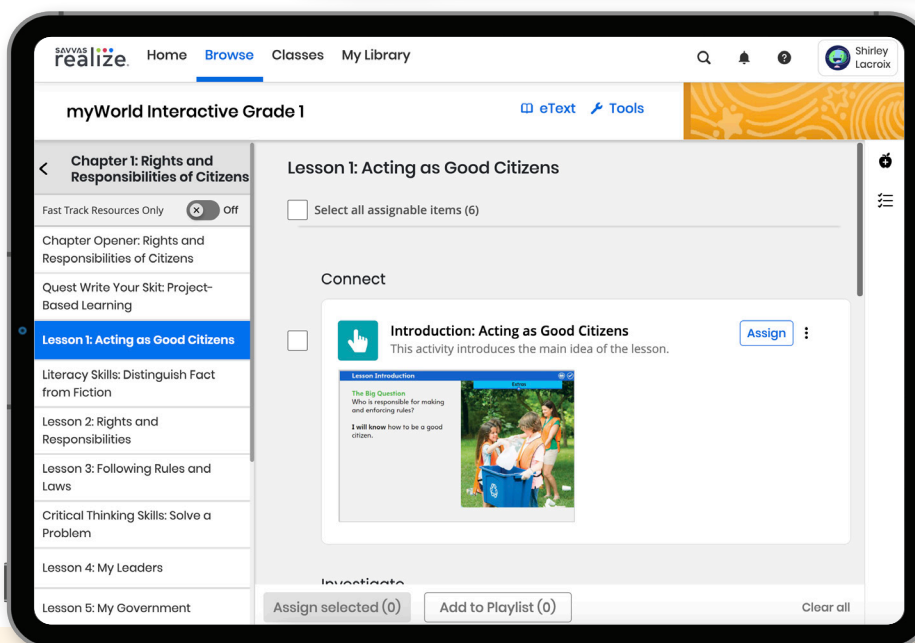 SAVVAS
realize.
Home Browse Classes My Library
Shirley
Lacroix
myWorld Interactive Grade 1
eText Tools
Chapter 1: Rights and
Responsibilities of Citizens
Fast Track Resources Only Off
Chapter Opener: Rights and
Responsibilities of Citizens
Quest Write Your Skit: Project-
Based Learning
Lesson 1: Acting as Good Citizens
Literacy Skills: Distinguish Fact
from Fiction
Lesson 2: Rights and
Responsibilities
Lesson 3: Following Rules and
Laws
Critical Thinking Skills: Solve a
Problem
Lesson 4: My Leaders
Lesson 5: My Government
Lesson 1: Acting as Good Citizens
Select all assignable items (6)
Connect
Introduction: Acting as Good Citizens
This activity introduces the main idea of the lesson.
Assign
Lesson Introduction
Extras
The Big Question
Who is responsible for making
and enforcing rules?
I will know how to be a good
citizen.
Investigate
Assign selected (0) Add to Playlist (0) Clear all